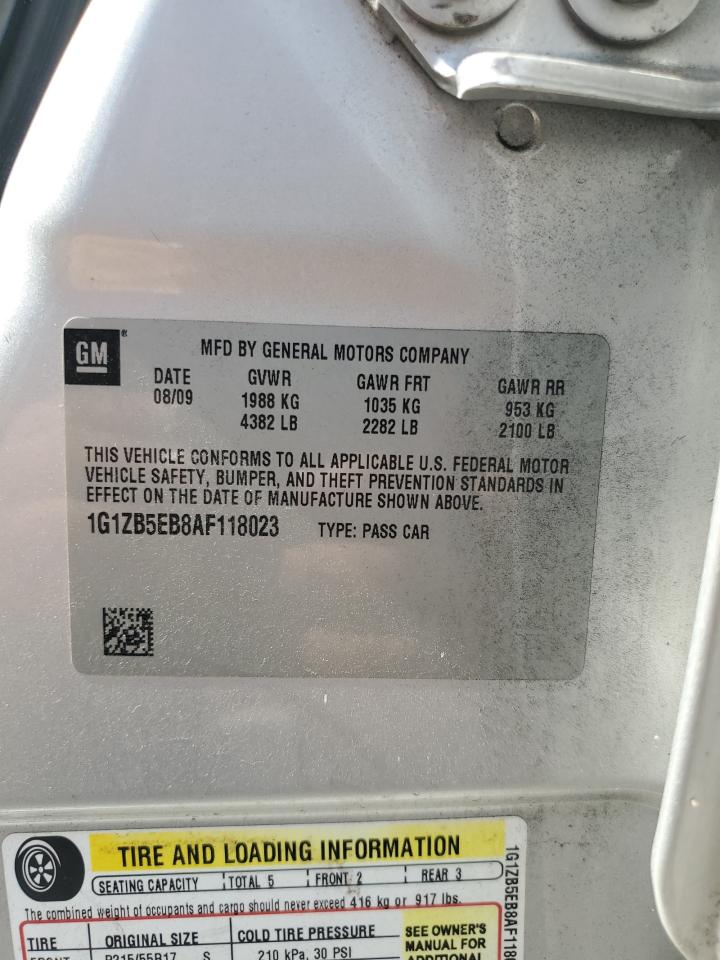 GM®
MFD BY GENERAL MOTORS COMPANY
DATE GVWR GAWR FRT GAWR RR
08/09 1988 KG 1035 KG 953 KG
4382 LB 2282 LB 2100 LB
THIS VEHICLE CONFORMS TO ALL APPLICABLE U.S. FEDERAL MOTOR
VEHICLE SAFETY, BUMPER, AND THEFT PREVENTION STANDARDS IN
EFFECT ON THE DATE OF MANUFACTURE SHOWN ABOVE.
1G1ZB5EB8AF118023 TYPE: PASS CAR
TIRE AND LOADING INFORMATION
SEATING CAPACITY TOTAL 5 FRONT 2 REAR 3
The combined weight of occupants and cargo should never exceed 416 kg or 917 lbs.
TIRE ORIGINAL SIZE COLD TIRE PRESSURE
FRONT P215/55R17 S 210 kPa, 30 PSI
SEE OWNER'S
MANUAL FOR
ADDITIONAL
1G1ZB5EB8AF118